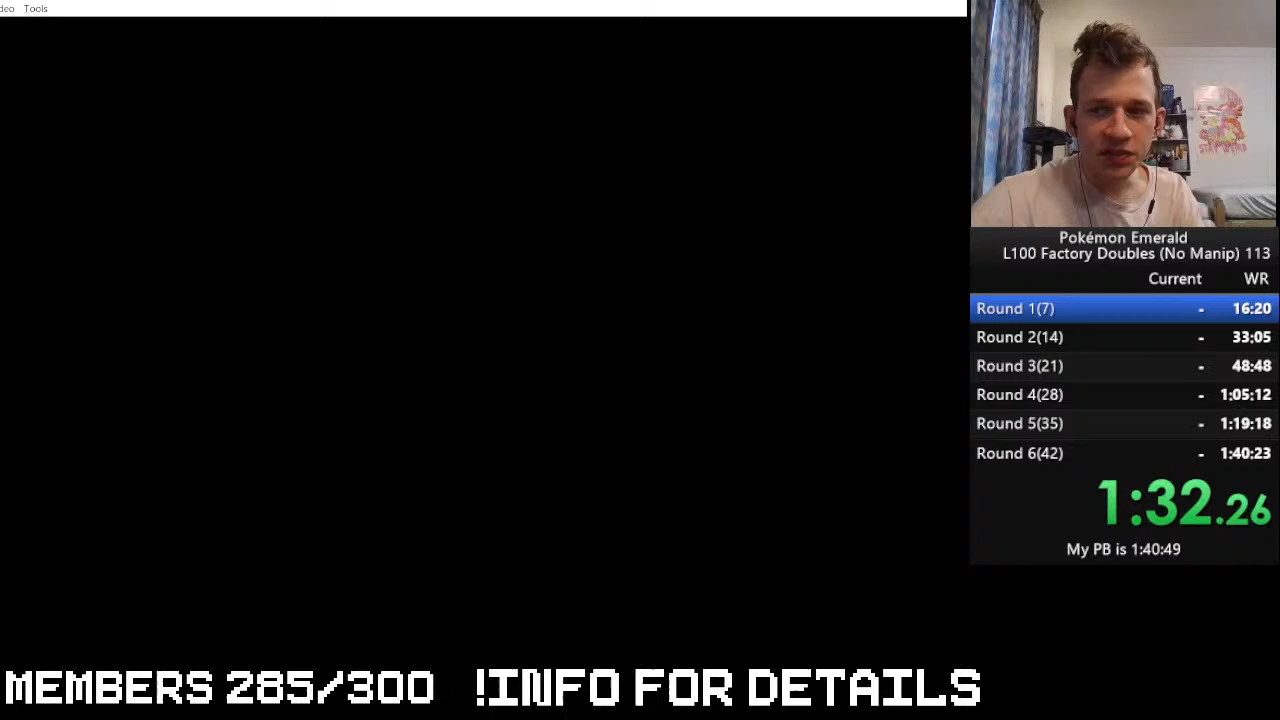 deo Tools
STAY WEIRD
Pokémon Emerald
L100 Factory Doubles (No Manip) 113
Current WR
Round 1(7) - 16:20
Round 2(14) - 33:05
Round 3(21) - 48:48
Round 4(28) - 1:05:12
Round 5(35) - 1:19:18
Round 6(42) - 1:40:23
1:32.26
My PB is 1:40:49
MEMBERS 285/300 !INFO FOR DETAILS